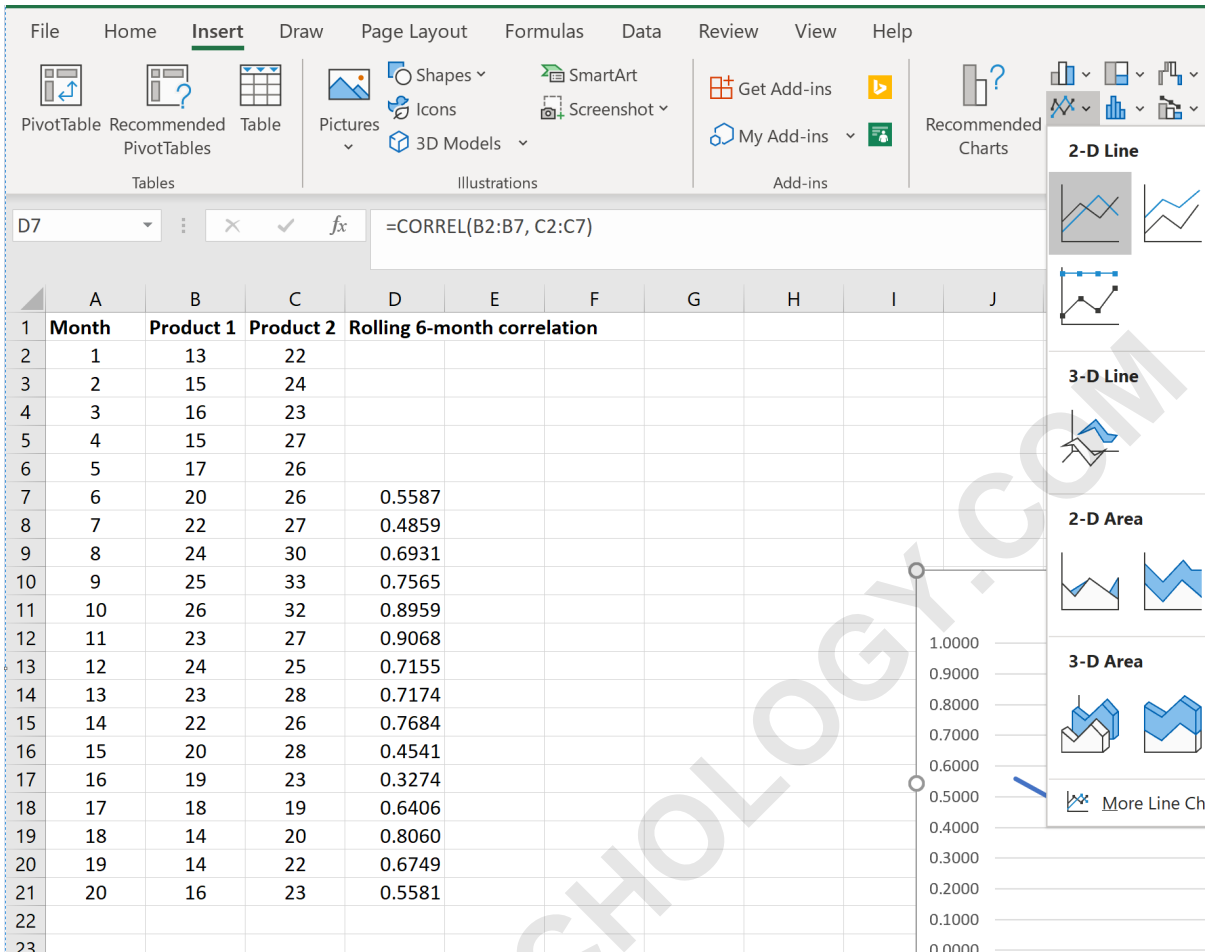 File Home Insert Draw Page Layout Formulas Data Review View Help
PivotTable Recommended PivotTables Table
Tables
Pictures
Shapes
Icons
3D Models
SmartArt
Screenshot
Illustrations
Get Add-ins
My Add-ins
Add-ins
Recommended Charts
D7 fx =CORREL(B2:B7, C2:C7)
A B C D E F G H I J
1 Month Product 1 Product 2 Rolling 6-month correlation
2 1 13 22
3 2 15 24
4 3 16 23
5 4 15 27
6 5 17 26
7 6 20 26 0.5587
8 7 22 27 0.4859
9 8 24 30 0.6931
10 9 25 33 0.7565
11 10 26 32 0.8959
12 11 23 27 0.9068
13 12 24 25 0.7155
14 13 23 28 0.7174
15 14 22 26 0.7684
16 15 20 28 0.4541
17 16 19 23 0.3274
18 17 18 19 0.6406
19 18 14 20 0.8060
20 19 14 22 0.6749
21 20 16 23 0.5581
22
23
2-D Line
3-D Line
2-D Area
3-D Area
More Line Ch
1.0000
0.9000
0.8000
0.7000
0.6000
0.5000
0.4000
0.3000
0.2000
0.1000
0.0000
CHOLOGY.COM